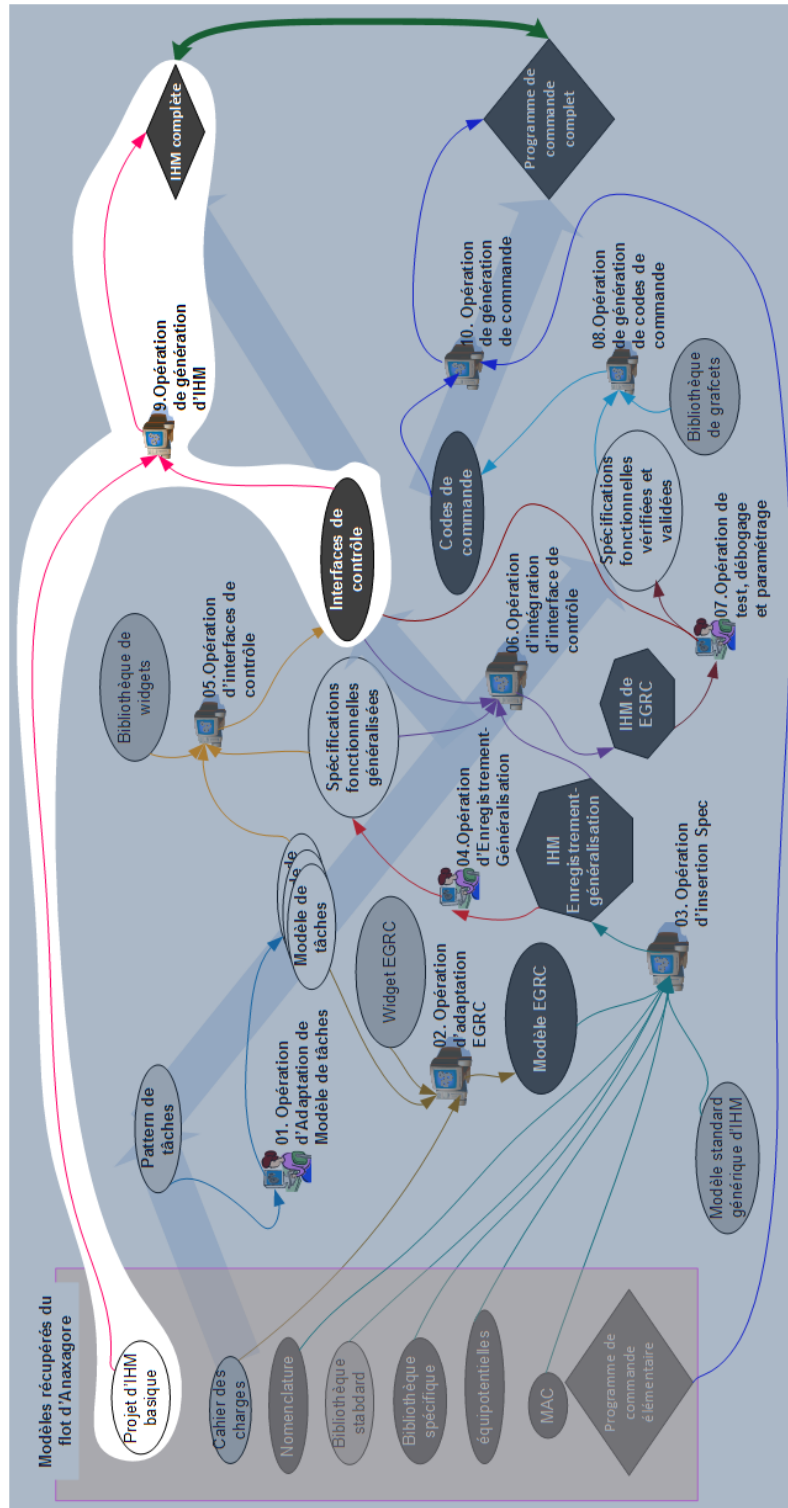 Modèles récupérés du
flot d'Anaxagore
Projet d'IHM
basique
Cahier des
charges
Nomenclature
Bibliothèque
stabdard
Bibliothèque
spécifique
équipotentielles
MAC
Programme de
commande
élémentaire
Pattern de
tâches
01. Opération
d'Adaptation de
Modèle de tâches
Modèle de
tâches
de
de
Widget EGRC
02. Opération
d'adaptation
EGRC
Modèle EGRC
Modèle standard
générique d'IHM
03. Opération
d'insertion Spec
IHM
Enregistrement-
généralisation
04.Opération
d'Enregistrement-
Généralisation
Spécifications
fonctionnelles
généralisées
Bibliothèque de
widgets
05.Opération
d'interfaces de
contrôle
Interfaces de
contrôle
06.Opération
d'intégration
d'interface de
contrôle
IHM de
EGRC
07.Opération de
test, débogage
et paramétrage
Spécifications
fonctionnelles
vérifiées et
validées
Bibliothèque
de grafcets
08.Opération
de génération
de codes de
commande
Codes de
commande
9.Opération
de génération
d'IHM
10. Opération
de génération
de commande
IHM complète
Programme de
commande
complet